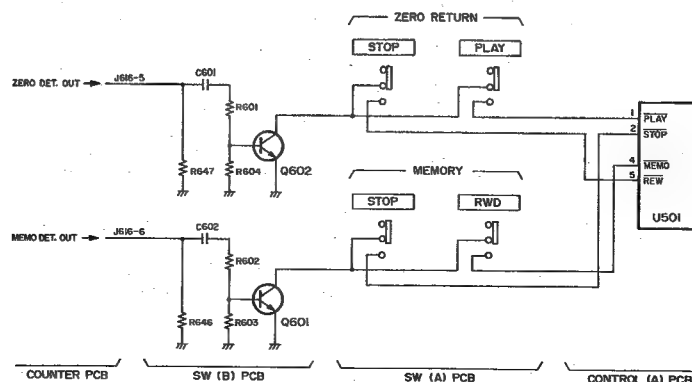 ZERO RETURN
STOP
PLAY
ZERO DET. OUT
J616-5
C601
R601
R647
R604
Q602
1
PLAY
2
STOP
4
MEMO
5
REW
U501
MEMORY
STOP
RWD
MEMO DET. OUT
J616-6
C602
R602
R646
R603
Q601
COUNTER PCB
SW (B) PCB
SW (A) PCB
CONTROL (A) PCB